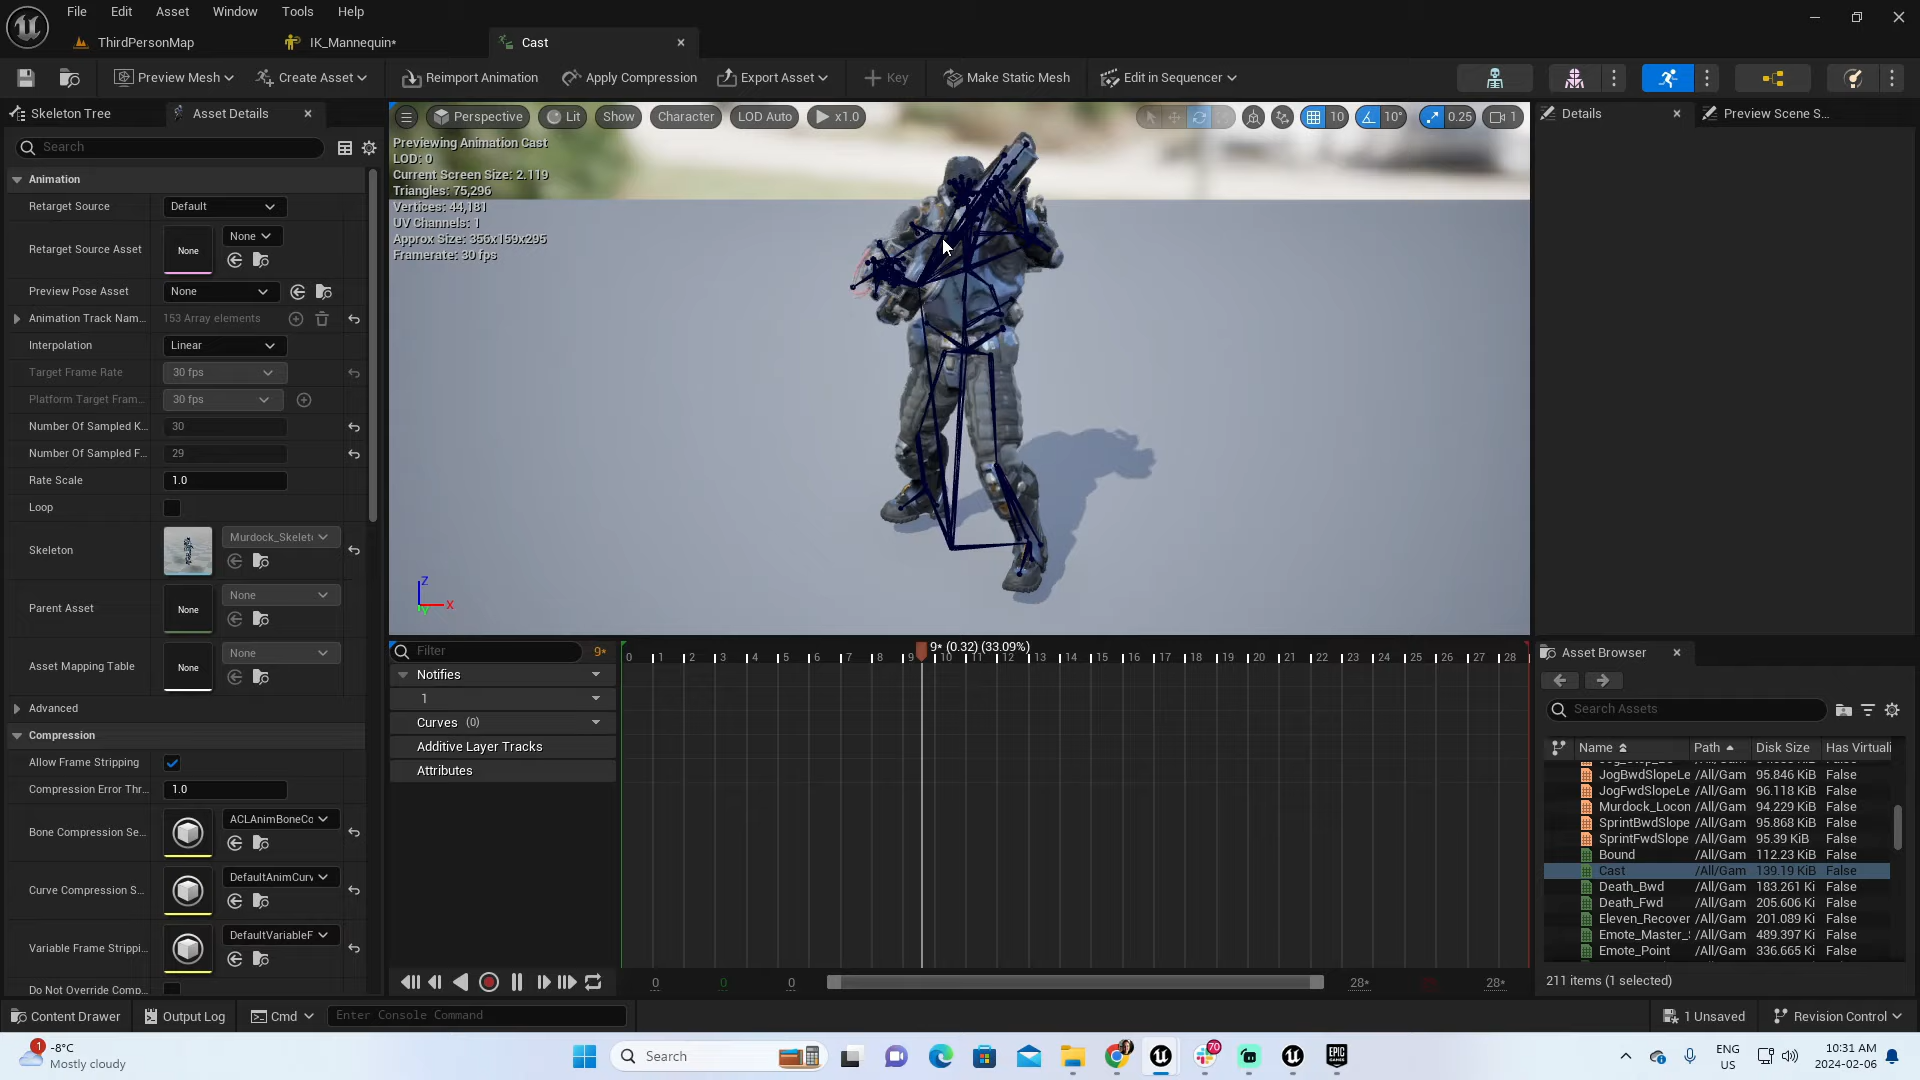 File Edit Asset Window Tools Help
ThirdPersonMap IK_Mannequin* Cast
Preview Mesh Create Asset Reimport Animation Apply Compression Export Asset Key Make Static Mesh Edit in Sequencer
Skeleton Tree Asset Details
Search
Animation
Retarget Source Default
Retarget Source Asset None None
Preview Pose Asset None
Animation Track Nam... 153 Array elements
Interpolation Linear
Target Frame Rate 30 fps
Platform Target Fram... 30 fps
Number Of Sampled K... 30
Number Of Sampled F... 29
Rate Scale 1.0
Loop
Skeleton Murdock_Skelet
Parent Asset None None
Asset Mapping Table None None
Advanced
Compression
Allow Frame Stripping
Compression Error Thr... 1.0
Bone Compression Se... ACLAnimBoneCo
Curve Compression S... DefaultAnimCurv
Variable Frame Strippi... DefaultVariableF
Do Not Override Comp...
Perspective Lit Show Character LOD Auto x1.0 10 10° 0.25 1
Previewing Animation Cast
LOD: 0
Current Screen Size: 2.119
Triangles: 75,296
Vertices: 44,181
UV Channels: 1
Approx Size: 356x159x295
Framerate: 30 fps
Z
X
Y
Filter 9*
9* (0.32) (33.09%)
0 1 2 3 4 5 6 7 8 9 10 11 12 13 14 15 16 17 18 19 20 21 22 23 24 25 26 27 28
Notifies
1
Curves (0)
Additive Layer Tracks
Attributes
0 0 0 28* 28*
Details Preview Scene S...
Asset Browser
Search Assets
Name Path Disk Size Has Virtuali
JogBwdSlopeLe /All/Gam 95.846 KiB False
JogFwdSlopeLe /All/Gam 96.118 KiB False
Murdock_Locon /All/Gam 94.229 KiB False
SprintBwdSlope /All/Gam 95.868 KiB False
SprintFwdSlope /All/Gam 95.39 KiB False
Bound /All/Gam 112.23 KiB False
Cast /All/Gam 139.19 KiB False
Death_Bwd /All/Gam 183.261 Ki False
Death_Fwd /All/Gam 205.606 Ki False
Eleven_Recover /All/Gam 201.089 Ki False
Emote_Master_S /All/Gam 489.397 Ki False
Emote_Point /All/Gam 336.665 Ki False
211 items (1 selected)
Content Drawer Output Log Cmd Enter Console Command 1 Unsaved Revision Control
1 -8°C
Mostly cloudy
Search
70
EPIC GAMES
ENG
US
10:31 AM
2024-02-06